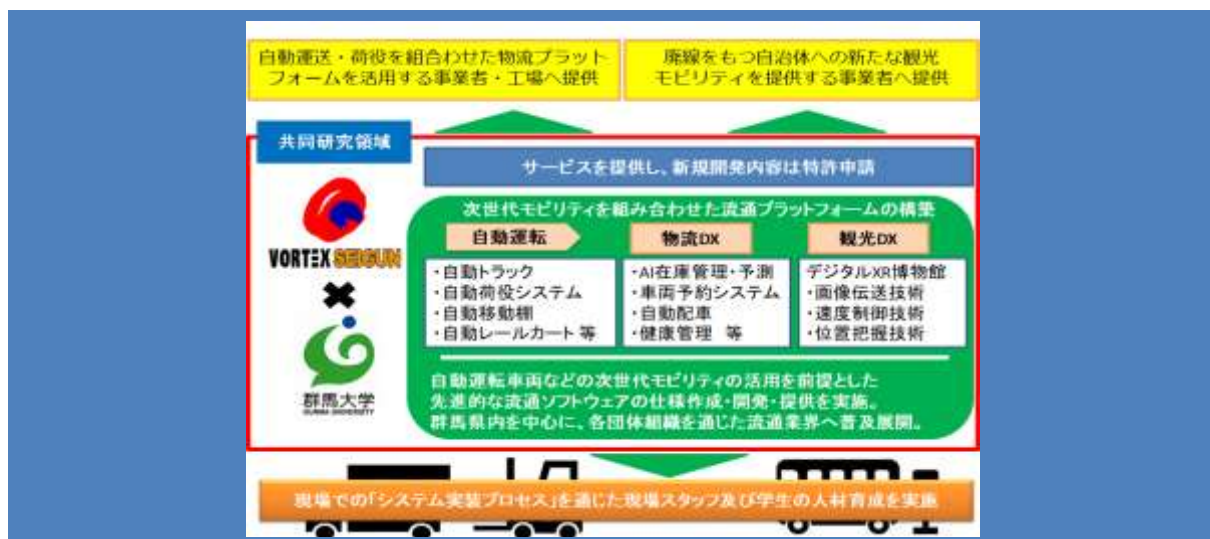 自動運送・荷役を組合わせた物流プラット
フォームを活用する事業者・工場へ提供
廃線をもつ自治体への新たな観光
モビリティを提供する事業者へ提供
共同研究領域
サービスを提供し、新規開発内容は特許申請
VORTEX SEIGUN
群馬大学
GUNMA UNIVERSITY
次世代モビリティを組み合わせた流通プラットフォームの構築
自動運転
・自動トラック
・自動荷役システム
・自動移動棚
・自動レールカート 等
物流DX
・AI在庫管理・予測
・車両予約システム
・自動配車
・健康管理 等
観光DX
デジタルXR博物館
・画像伝送技術
・速度制御技術
・位置把握技術
自動運転車両などの次世代モビリティの活用を前提とした
先進的な流通ソフトウェアの仕様作成・開発・提供を実施。
群馬県内を中心に、各団体組織を通じた流通業界へ普及展開。
現場での「システム実装プロセス」を通じた現場スタッフ及び学生の人材育成を実施